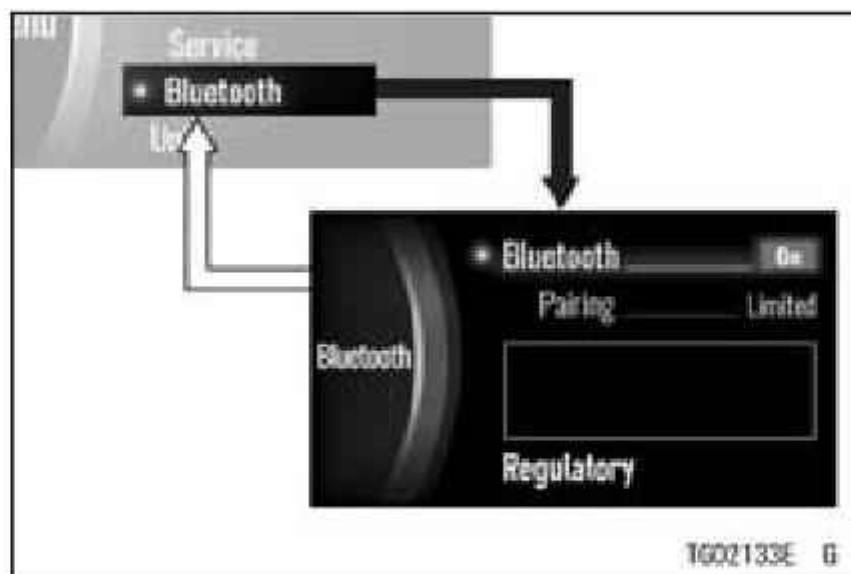 Service
Bluetooth
Bluetooth On
Pairing Limited
Bluetooth
Regulatory
TG02133E G